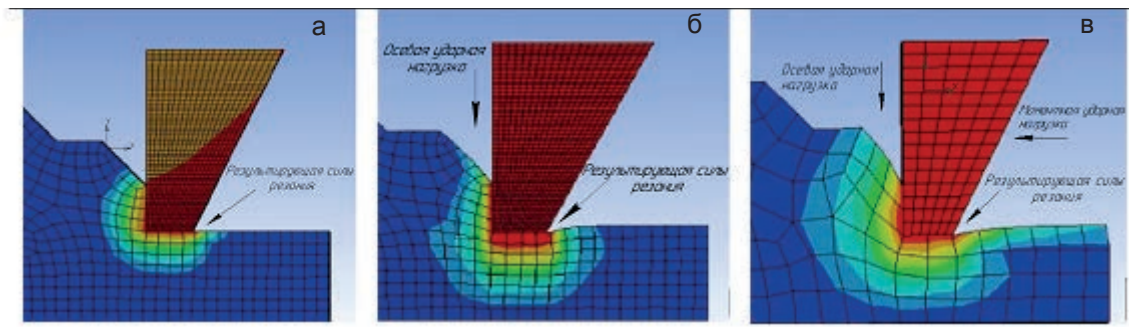 а
Результирующая силы
резания
б
Осевая ударная
нагрузка
Результирующая силы
резания
в
Осевая ударная
нагрузка
Моментная ударная
нагрузка
Результирующая силы
резания